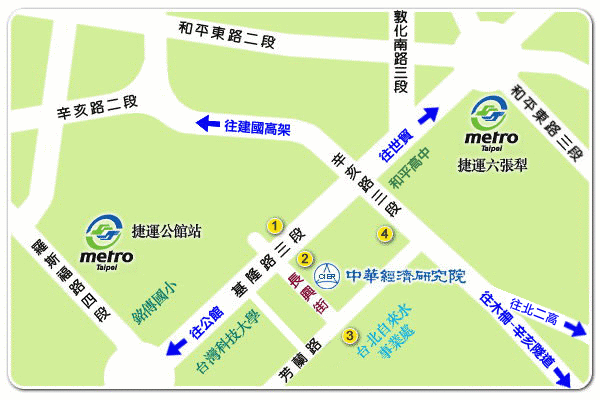 和平東路二段
敦化南路三段
辛亥路二段
往建國高架
往世貿
和平東路三段
metro
Taipei
捷運六張犁
辛亥路三段
和平高中
捷運公館站
metro
Taipei
羅斯福路四段
1
基隆路三段
4
2
長興街
CIER
中華經濟研究院
銘傳國小
往公館
台灣科技大學
3
芳蘭路
台北自來水
事業處
往北二高
往木柵-辛亥隧道